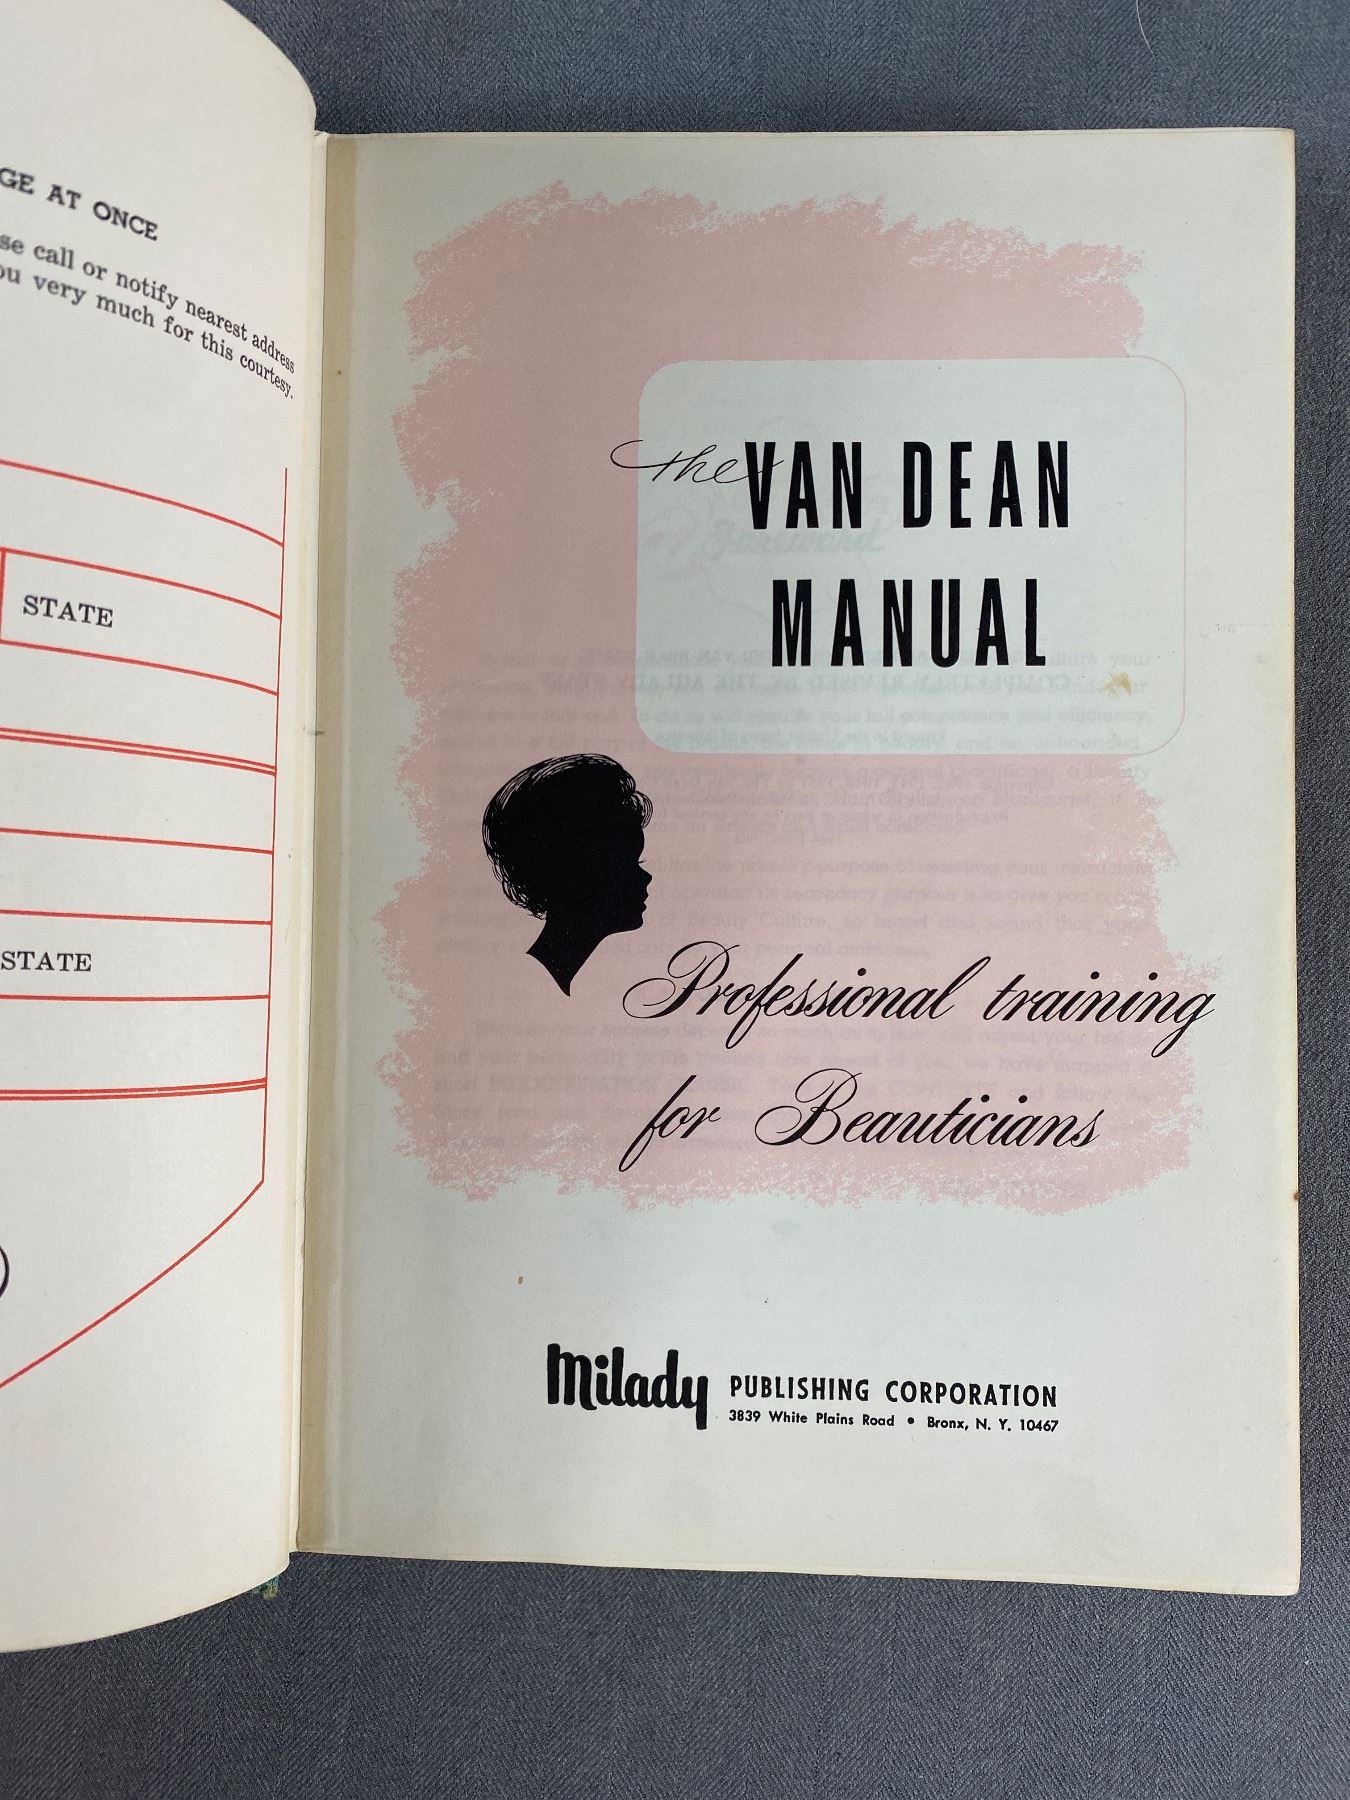 GE AT ONCE
se call or notify nearest address
ou very much for this courtesy.
STATE
STATE
the VAN DEAN
MANUAL
Professional training
for Beauticians
Milady PUBLISHING CORPORATION
3839 White Plains Road • Bronx, N. Y. 10467